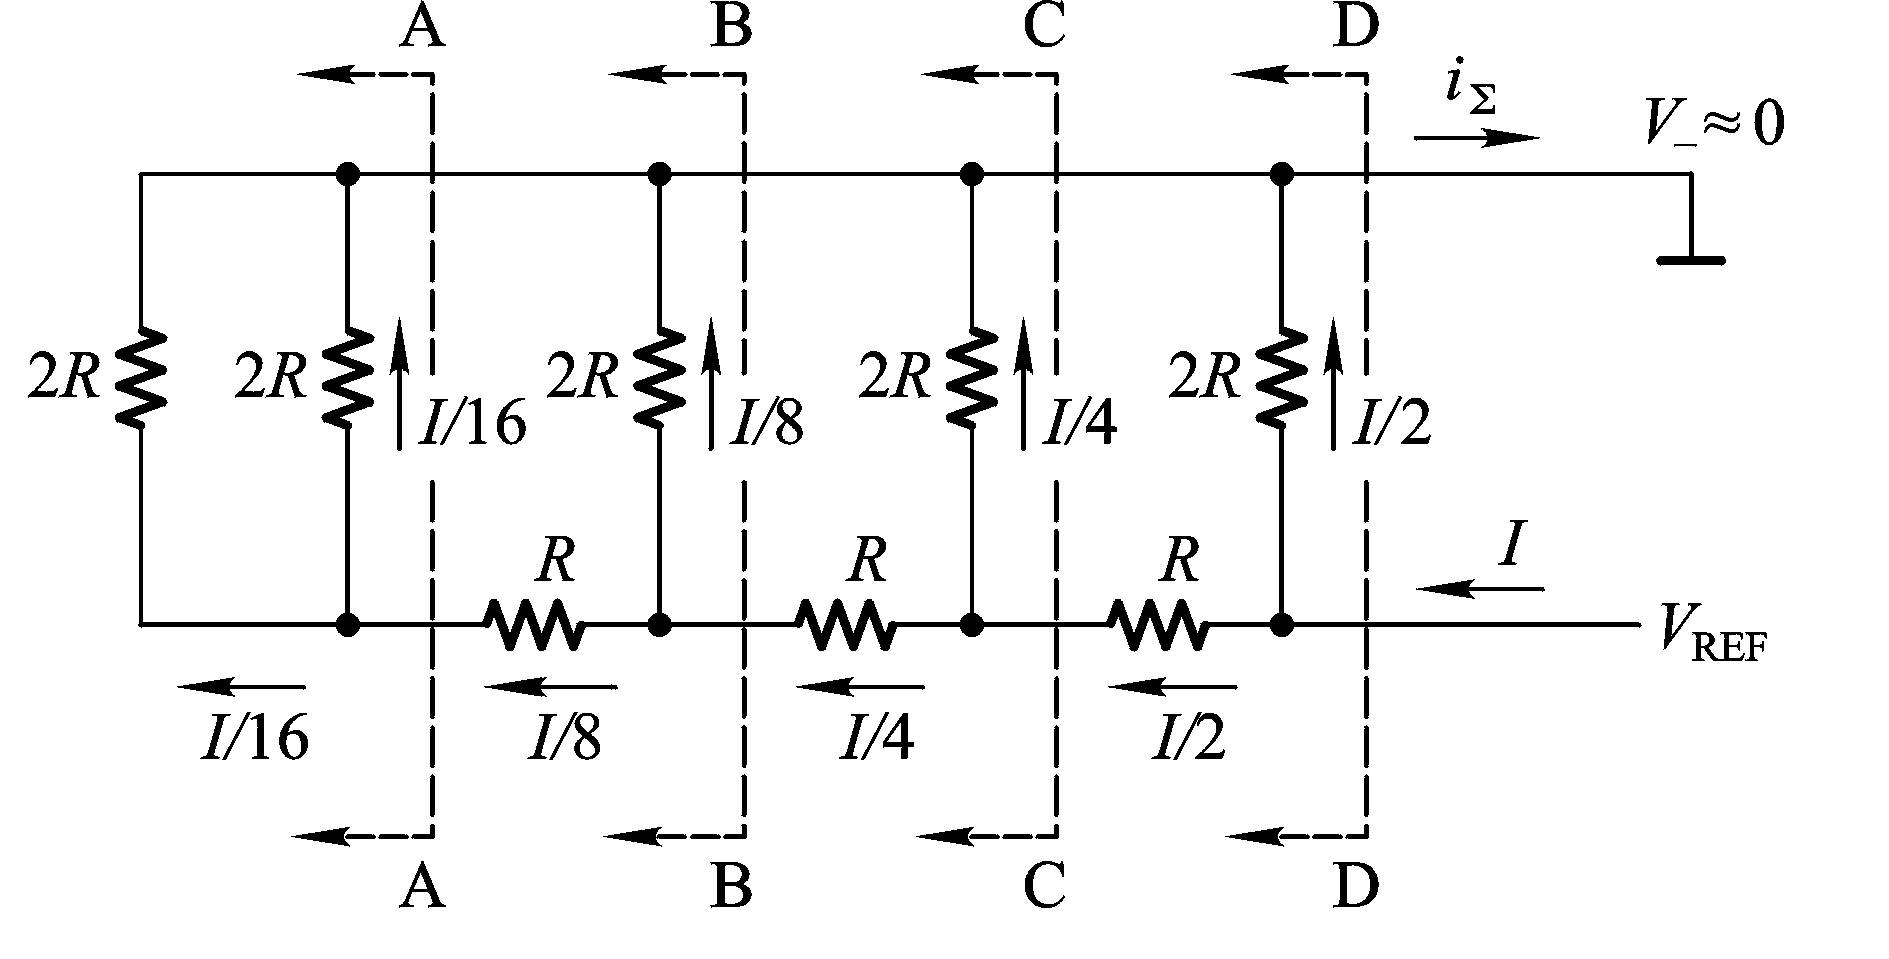 A B C D
i_Σ
V_≈0
2R 2R 2R 2R 2R
I/16 I/8 I/4 I/2
R R R I
V_REF
I/16 I/8 I/4 I/2
A B C D